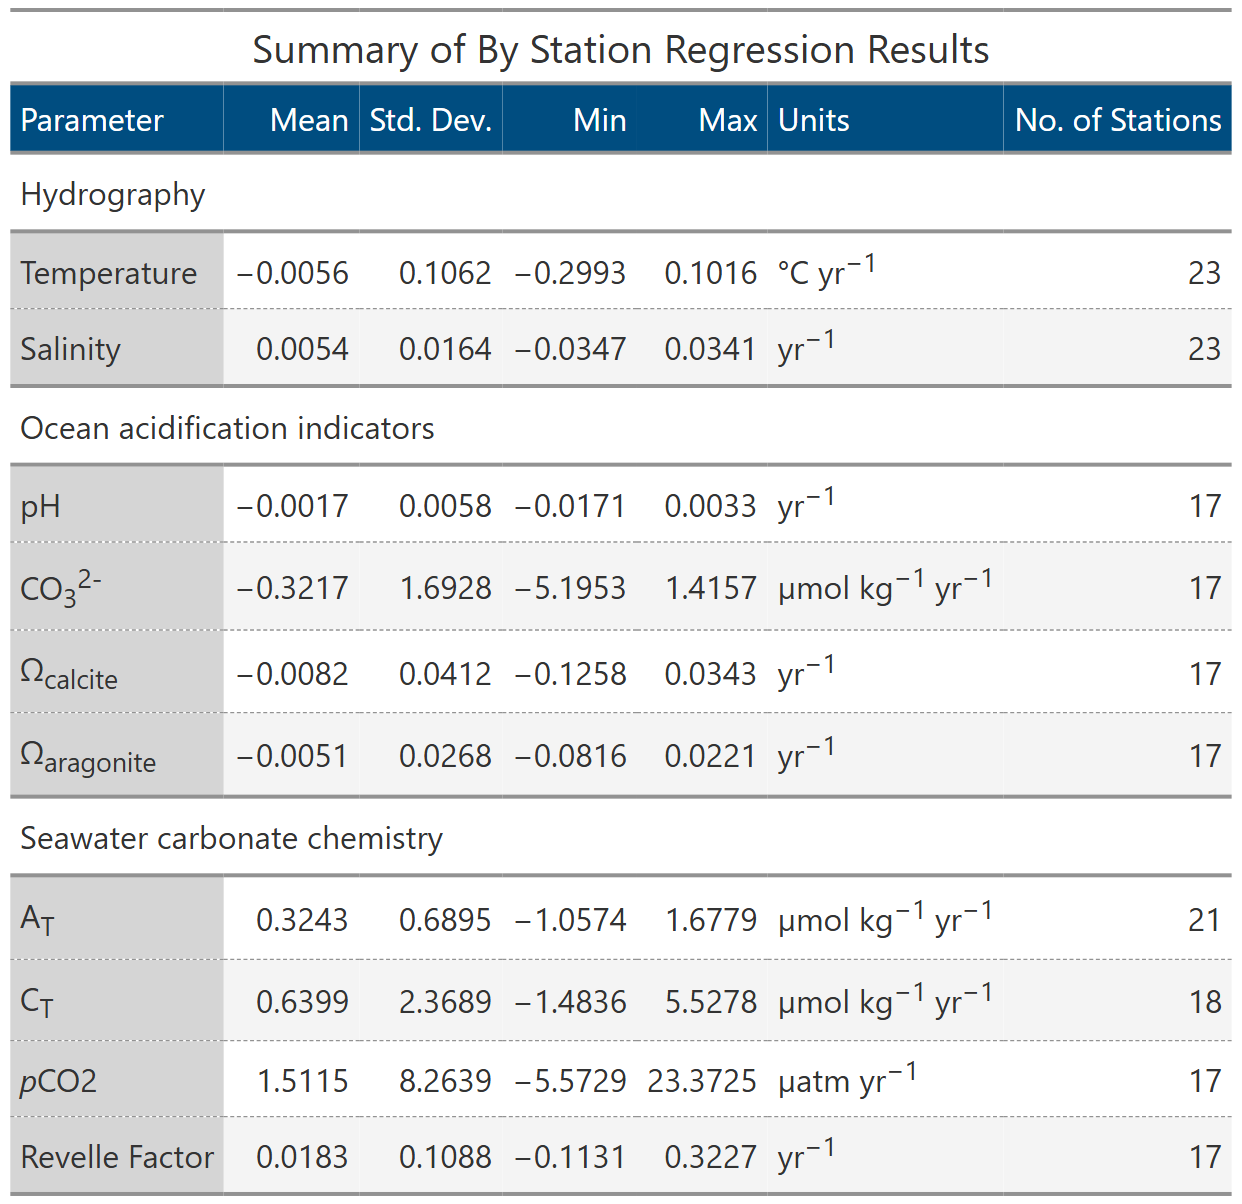 Summary of By Station Regression Results
Parameter Mean Std. Dev. Min Max Units No. of Stations
Hydrography
Temperature −0.0056 0.1062 −0.2993 0.1016 °C yr⁻¹ 23
Salinity 0.0054 0.0164 −0.0347 0.0341 yr⁻¹ 23
Ocean acidification indicators
pH −0.0017 0.0058 −0.0171 0.0033 yr⁻¹ 17
CO₃²⁻ −0.3217 1.6928 −5.1953 1.4157 μmol kg⁻¹ yr⁻¹ 17
Ωcalcite −0.0082 0.0412 −0.1258 0.0343 yr⁻¹ 17
Ωaragonite −0.0051 0.0268 −0.0816 0.0221 yr⁻¹ 17
Seawater carbonate chemistry
A_T 0.3243 0.6895 −1.0574 1.6779 μmol kg⁻¹ yr⁻¹ 21
C_T 0.6399 2.3689 −1.4836 5.5278 μmol kg⁻¹ yr⁻¹ 18
pCO2 1.5115 8.2639 −5.5729 23.3725 μatm yr⁻¹ 17
Revelle Factor 0.0183 0.1088 −0.1131 0.3227 yr⁻¹ 17